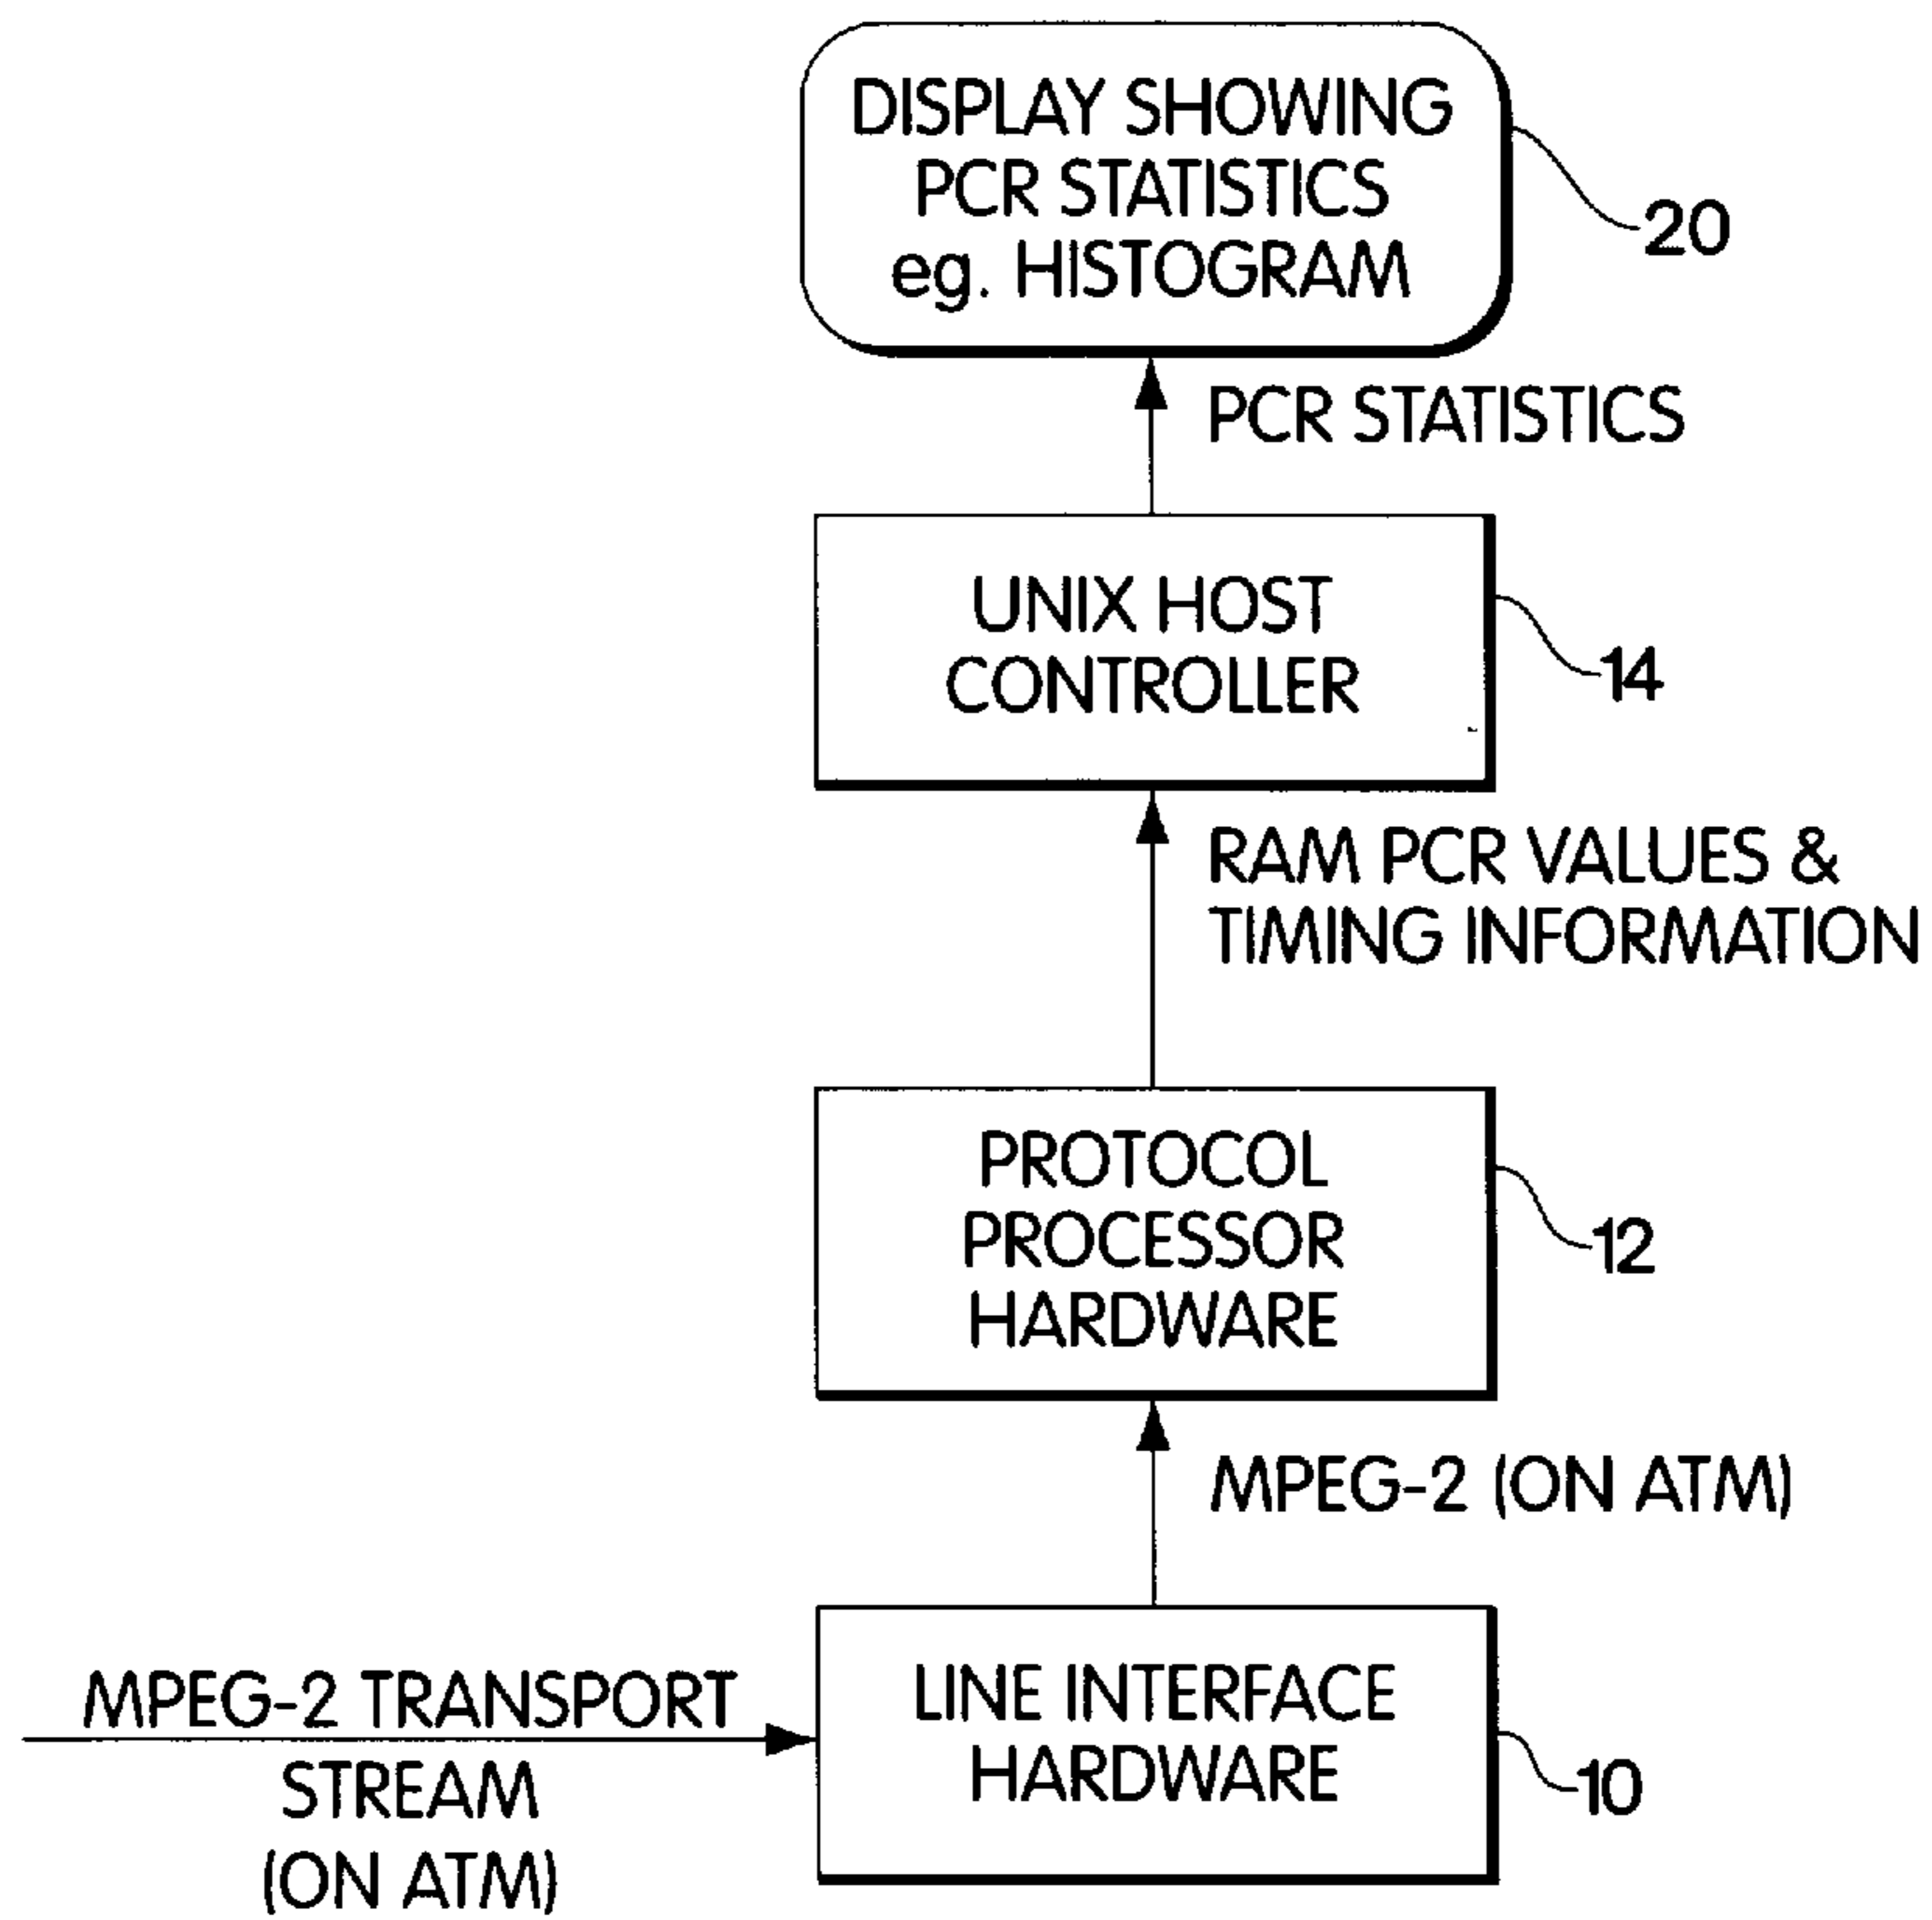 DISPLAY SHOWING
PCR STATISTICS
eg. HISTOGRAM
20
PCR STATISTICS
UNIX HOST
CONTROLLER
14
RAM PCR VALUES &
TIMING INFORMATION
PROTOCOL
PROCESSOR
HARDWARE
12
MPEG-2 (ON ATM)
MPEG-2 TRANSPORT
STREAM
(ON ATM)
LINE INTERFACE
HARDWARE
10